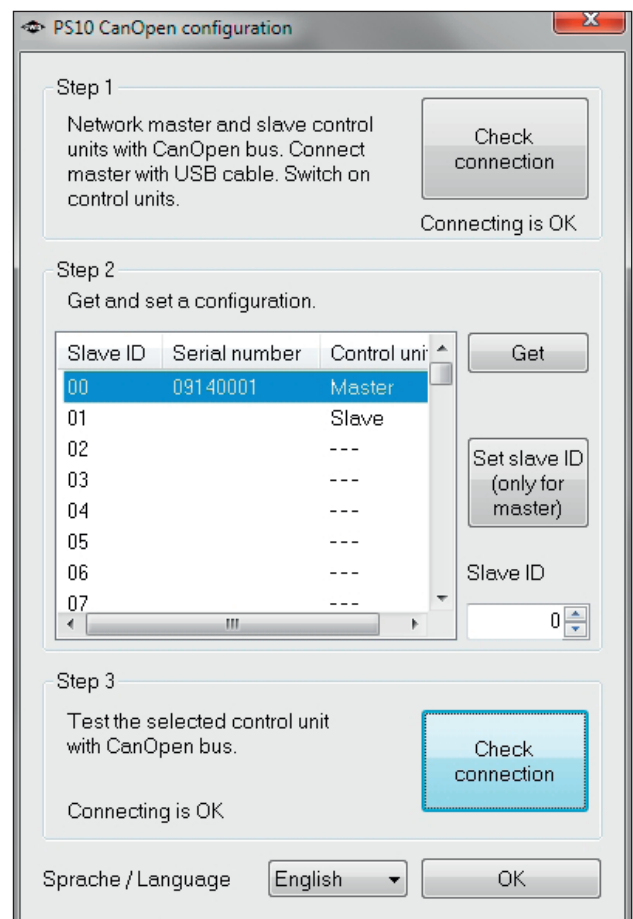 PS10 CanOpen configuration
Step 1
Network master and slave control
units with CanOpen bus. Connect
master with USB cable. Switch on
control units.
Check
connection
Connecting is OK
Step 2
Get and set a configuration.
Slave ID Serial number Control uni
00 09140001 Master
01 Slave
02 ---
03 ---
04 ---
05 ---
06 ---
07 ---
Get
Set slave ID
(only for
master)
Slave ID
0
Step 3
Test the selected control unit
with CanOpen bus.
Connecting is OK
Check
connection
Sprache / Language English OK